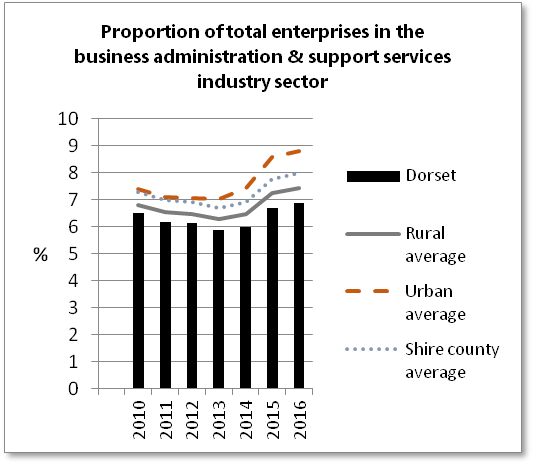 Proportion of total enterprises in the
business administration & support services
industry sector
10
9
8
7
6
5
4
3
2
1
0
%
2010
2011
2012
2013
2014
2015
2016
Dorset
Rural
average
Urban
average
Shire county
average